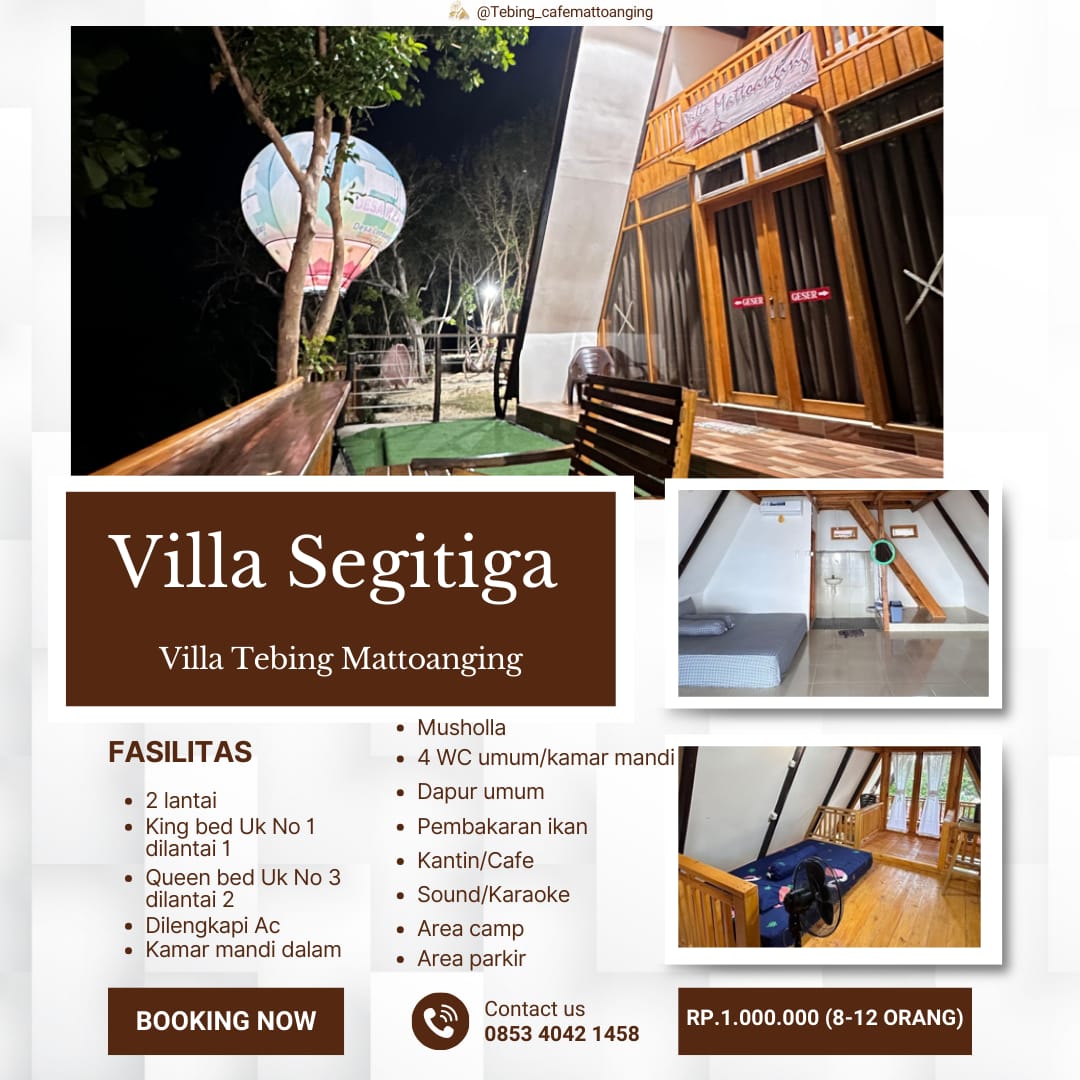 @Tebing_cafemattoanging
Villa Mattoanging
GESER
GESER
Villa Segitiga
Villa Tebing Mattoanging
FASILITAS
• 2 lantai
• King bed Uk No 1
dilantai 1
• Queen bed Uk No 3
dilantai 2
• Dilengkapi Ac
• Kamar mandi dalam
• Musholla
• 4 WC umum/kamar mandi
• Dapur umum
• Pembakaran ikan
• Kantin/Cafe
• Sound/Karaoke
• Area camp
• Area parkir
BOOKING NOW
Contact us
0853 4042 1458
RP.1.000.000 (8-12 ORANG)